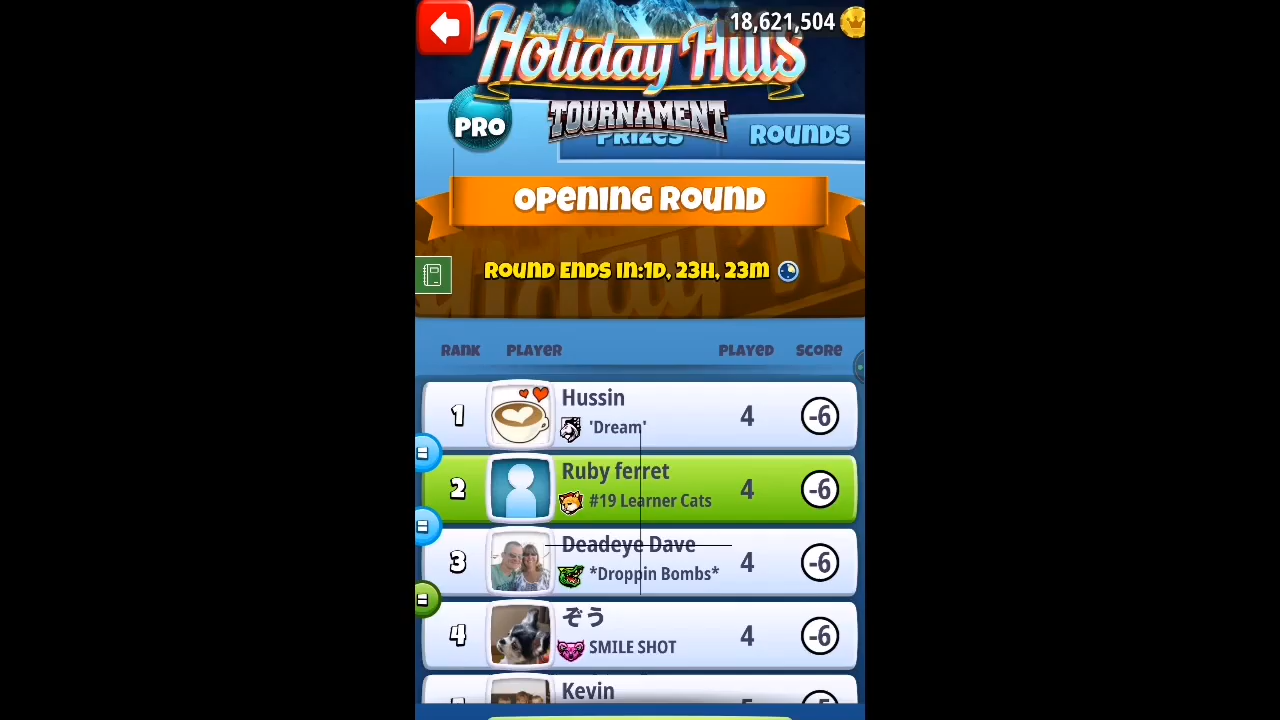 18,621,504
Holiday Hills
TOURNAMENT
PRO
PRIZES
ROUNDS
OPENING ROUND
ROUND ENDS IN:1D, 23H, 23M
RANK PLAYER PLAYED SCORE
1 Hussin 4 -6
'Dream'
2 Ruby ferret 4 -6
#19 Learner Cats
3 Deadeye Dave 4 -6
*Droppin Bombs*
4 ぞう 4 -6
SMILE SHOT
Kevin